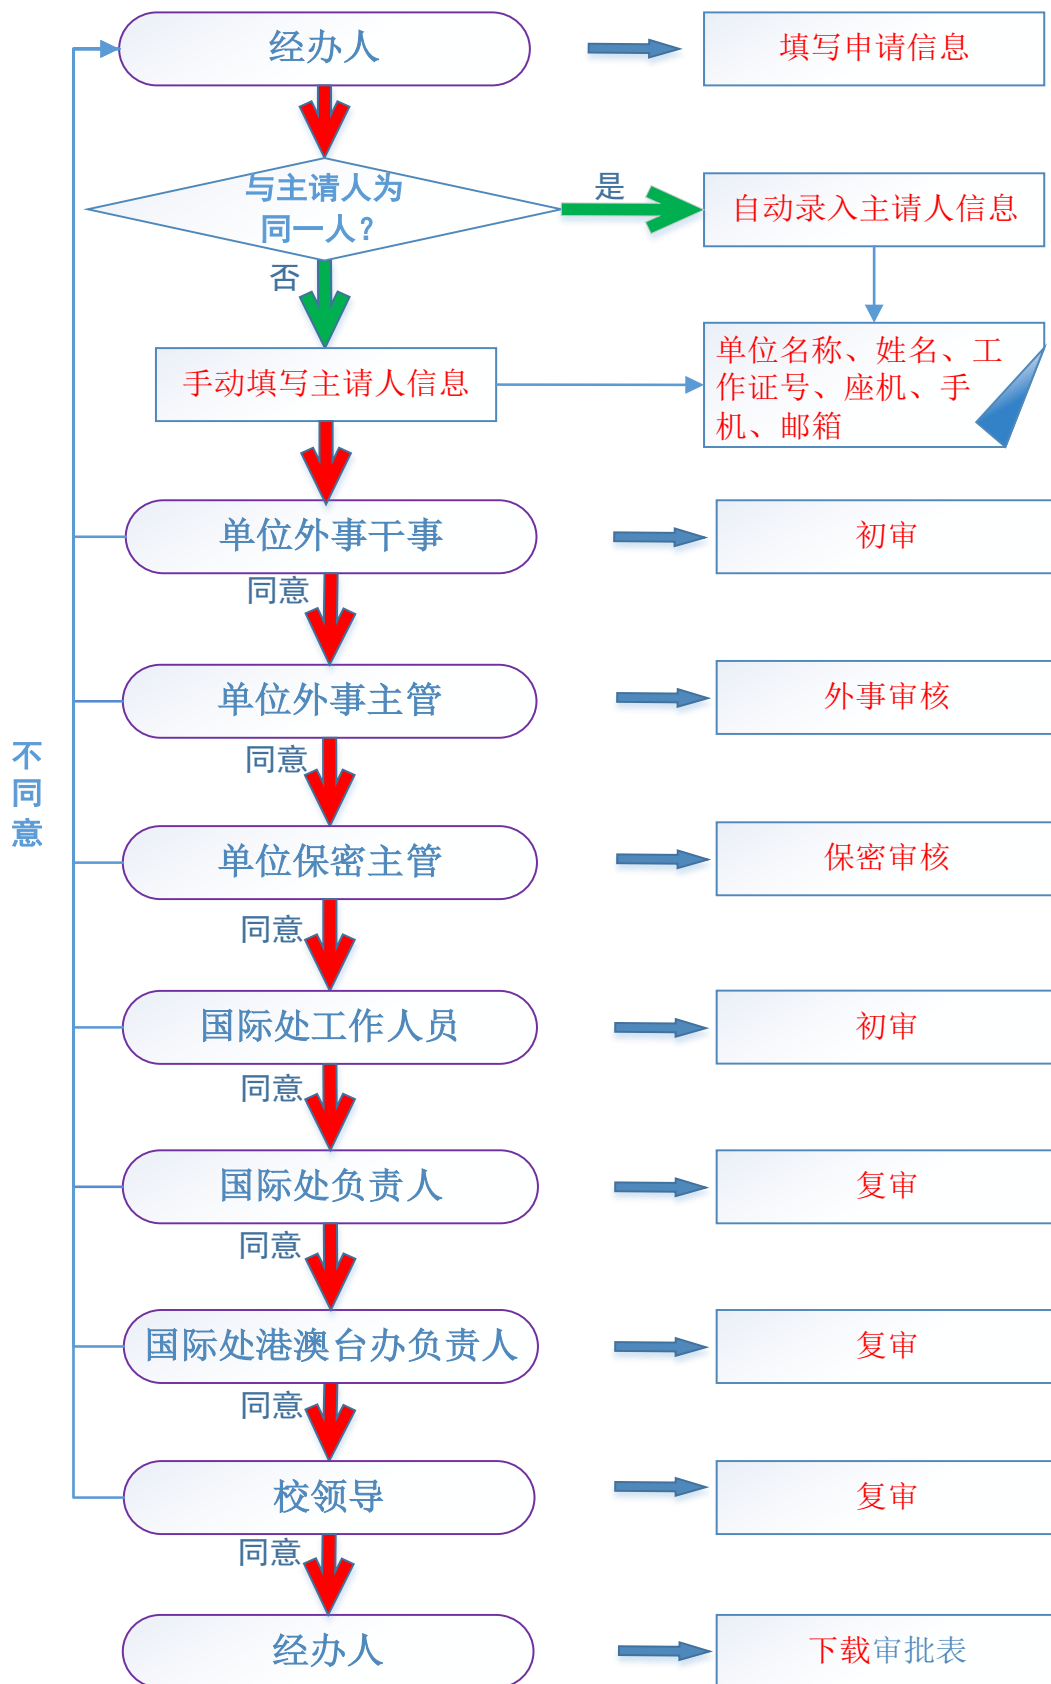 经办人
填写申请信息
与主请人为
同一人？
是
自动录入主请人信息
否
手动填写主请人信息
单位名称、姓名、工
作证号、座机、手
机、邮箱
单位外事干事
初审
同意
单位外事主管
外事审核
不
同
意
同意
单位保密主管
保密审核
同意
国际处工作人员
初审
同意
国际处负责人
复审
同意
国际处港澳台办负责人
复审
同意
校领导
复审
同意
经办人
下载审批表